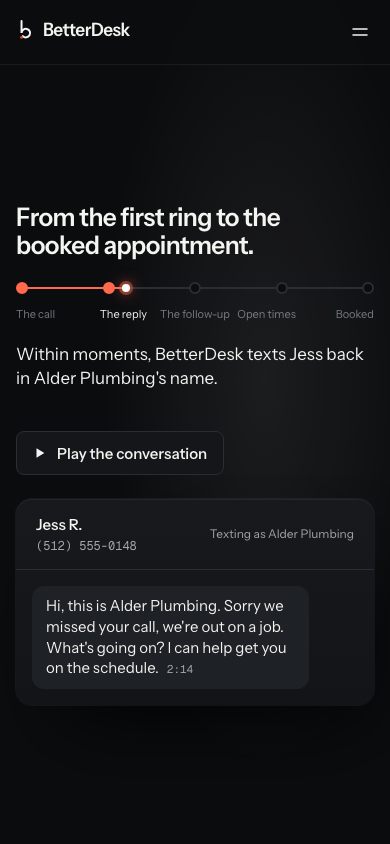 BetterDesk
From the first ring to the
booked appointment.
The call The reply The follow-up Open times Booked
Within moments, BetterDesk texts Jess back
in Alder Plumbing's name.
Play the conversation
Jess R.
(512) 555-0148
Texting as Alder Plumbing
Hi, this is Alder Plumbing. Sorry we
missed your call, we're out on a job.
What's going on? I can help get you
on the schedule. 2:14